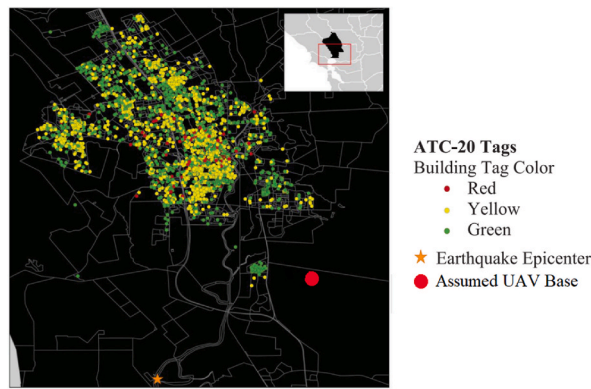 ATC-20 Tags
Building Tag Color
Red
Yellow
Green
Earthquake Epicenter
Assumed UAV Base